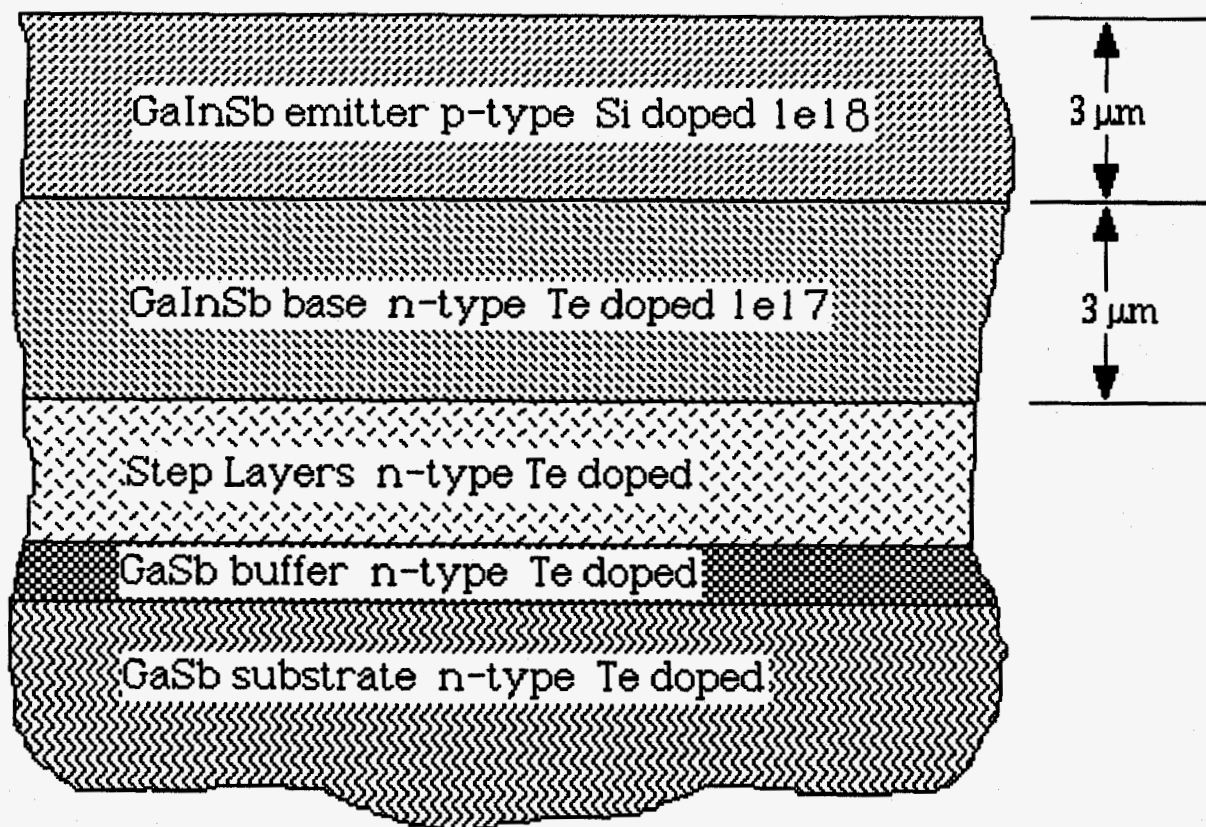 GaInSb emitter p-type Si doped 1e18
3 µm
GaInSb base n-type Te doped 1e17
3 µm
Step Layers n-type Te doped
GaSb buffer n-type Te doped
GaSb substrate n-type Te doped